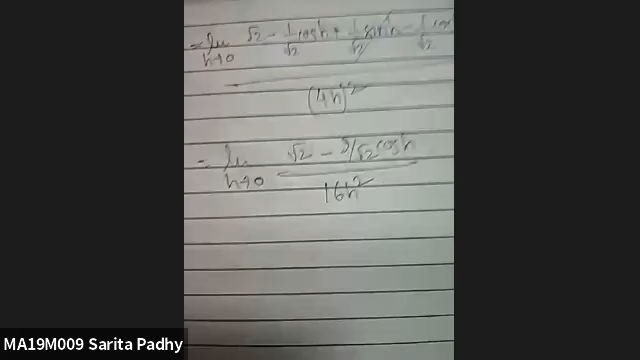 = lim √2 - 1/√2 cosh + 1/√2 sinh - 1/√2 cos
h→0 (4h)²
= lim √2 - 2/√2 cosh
h→0 16h²
MA19M009 Sarita Padhy